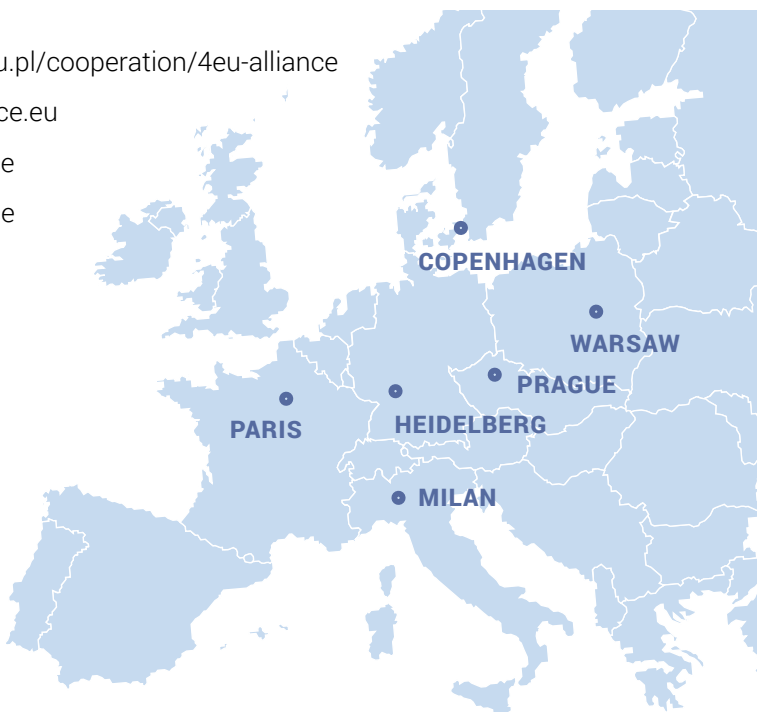 u.pl/cooperation/4eu-alliance
ce.eu
e
e
COPENHAGEN
WARSAW
PRAGUE
HEIDELBERG
PARIS
MILAN